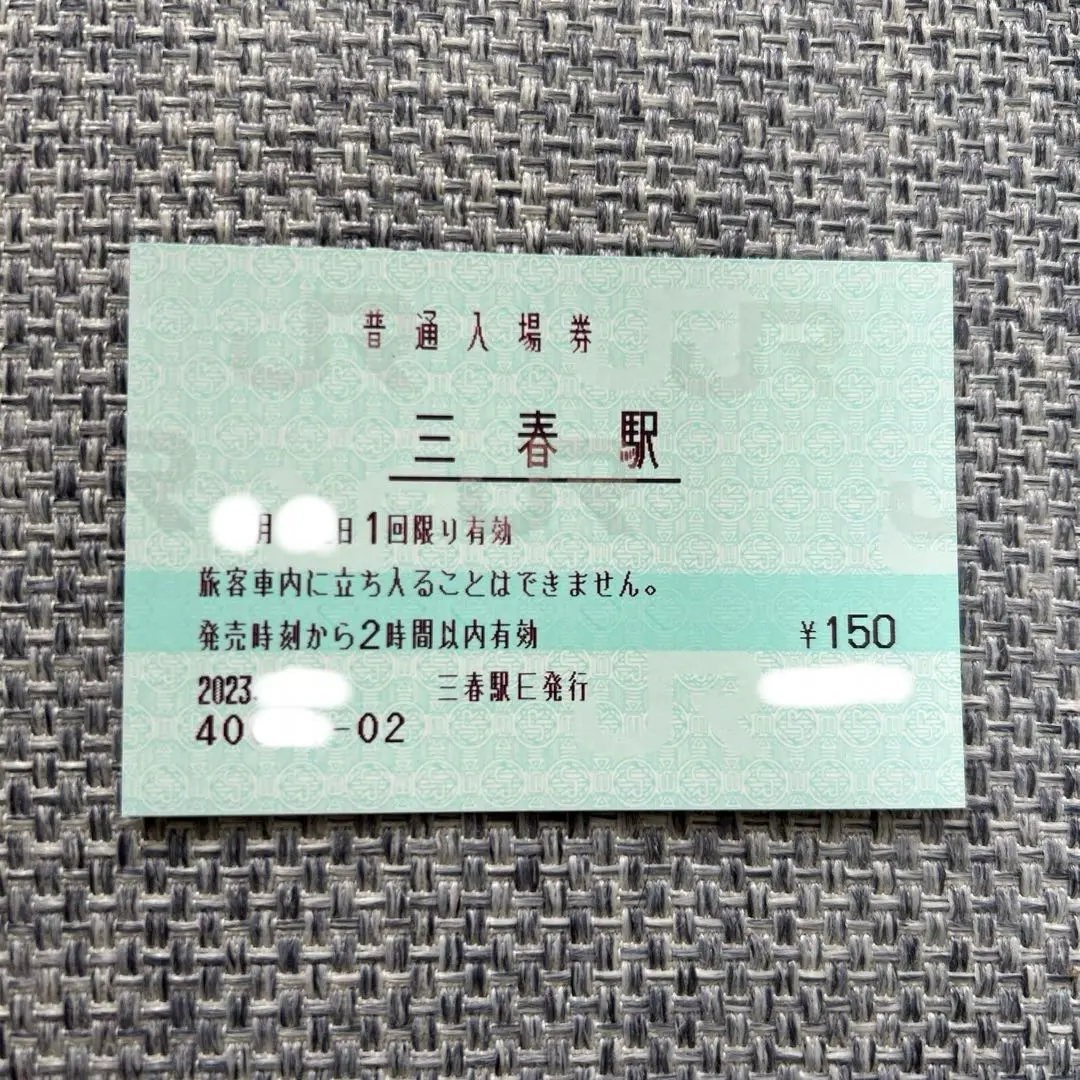 普通入場券
三春駅
月 日1回限り有効
旅客車内に立ち入ることはできません。
発売時刻から2時間以内有効 ¥150
2023. 三春駅E発行
40 -02